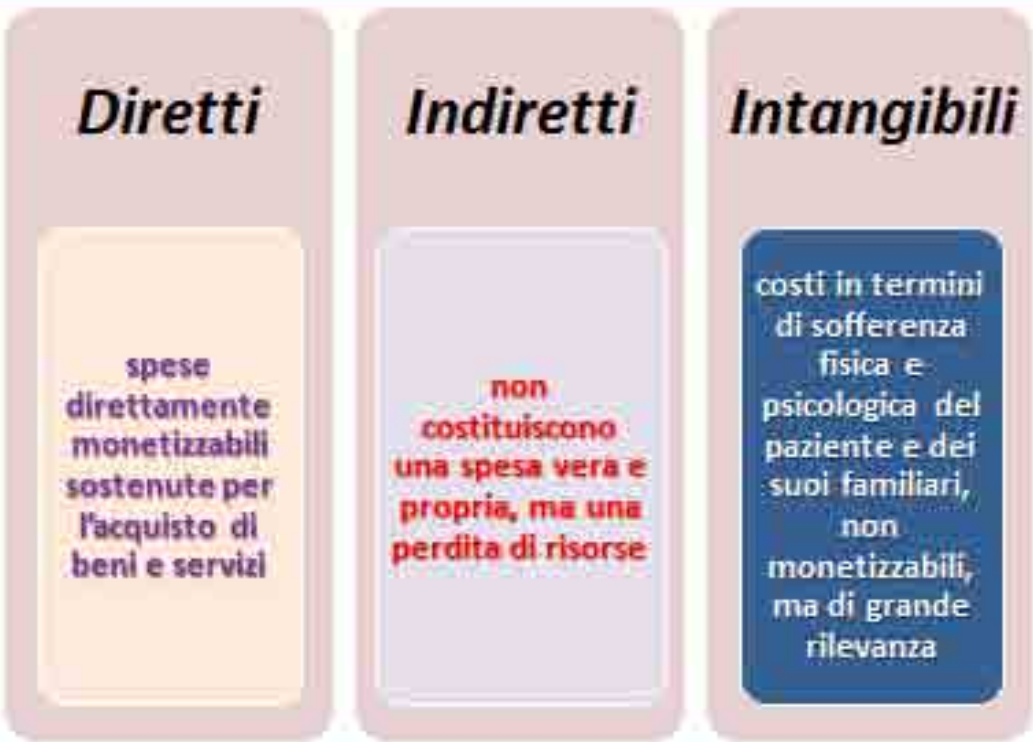 Diretti
spese
direttamente
monetizzabili
sostenute per
l'acquisto di
beni e servizi
Indiretti
non
costituiscono
una spesa vera e
propria, ma una
perdita di risorse
Intangibili
costi in termini
di sofferenza
fisica e
psicologica del
paziente e dei
suoi familiari,
non
monetizzabili,
ma di grande
rilevanza